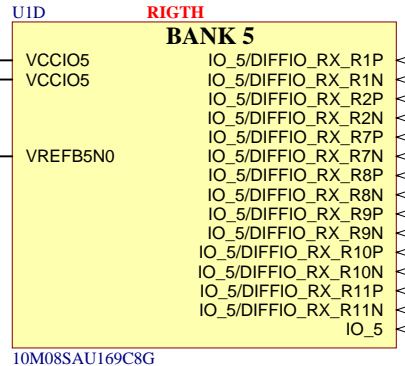 U1D RIGTH
BANK 5
VCCIO5 IO_5/DIFFIO_RX_R1P
VCCIO5 IO_5/DIFFIO_RX_R1N
IO_5/DIFFIO_RX_R2P
IO_5/DIFFIO_RX_R2N
IO_5/DIFFIO_RX_R7P
VREFB5N0 IO_5/DIFFIO_RX_R7N
IO_5/DIFFIO_RX_R8P
IO_5/DIFFIO_RX_R8N
IO_5/DIFFIO_RX_R9P
IO_5/DIFFIO_RX_R9N
IO_5/DIFFIO_RX_R10P
IO_5/DIFFIO_RX_R10N
IO_5/DIFFIO_RX_R11P
IO_5/DIFFIO_RX_R11N
IO_5
10M08SAU169C8G